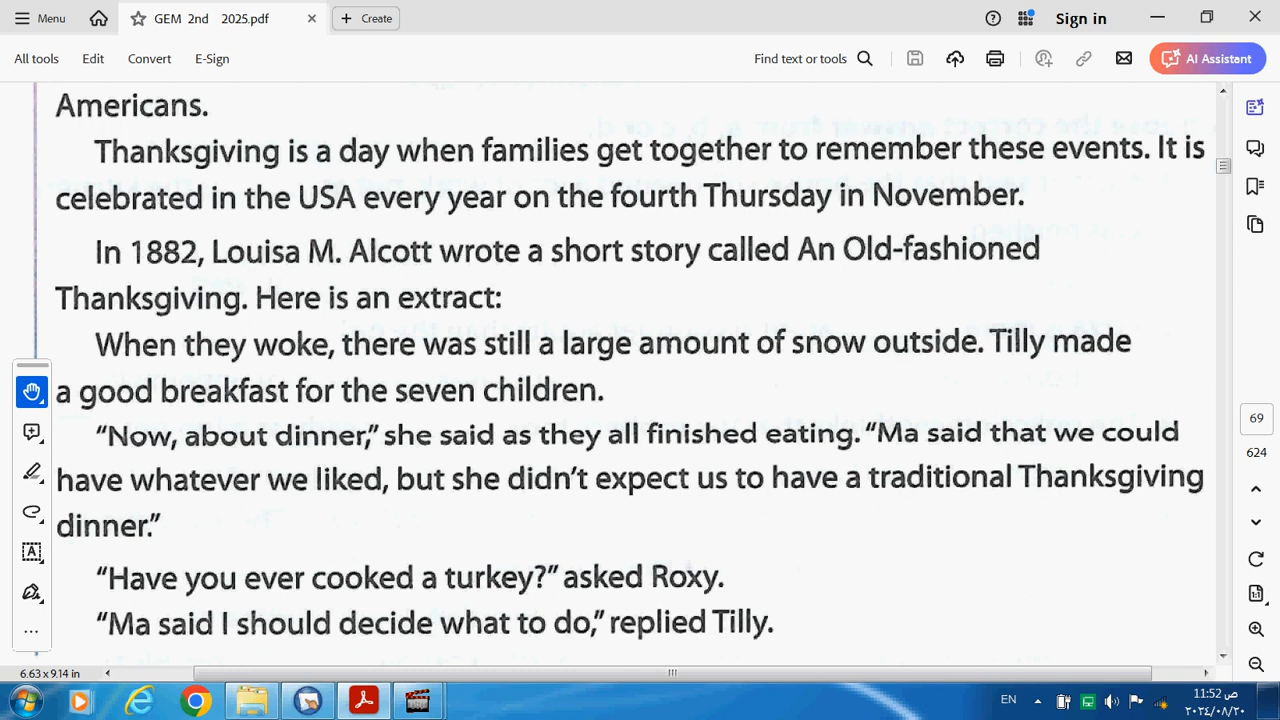 Menu
GEM 2nd 2025.pdf
Create
Sign in
All tools
Edit
Convert
E-Sign
Find text or tools
AI Assistant
Americans.
Thanksgiving is a day when families get together to remember these events. It is
celebrated in the USA every year on the fourth Thursday in November.
In 1882, Louisa M. Alcott wrote a short story called An Old-fashioned
Thanksgiving. Here is an extract:
When they woke, there was still a large amount of snow outside. Tilly made
a good breakfast for the seven children.
“Now, about dinner,” she said as they all finished eating. “Ma said that we could
have whatever we liked, but she didn’t expect us to have a traditional Thanksgiving
dinner.”
“Have you ever cooked a turkey?” asked Roxy.
“Ma said I should decide what to do,” replied Tilly.
69
624
6.63 x 9.14 in
EN
11:52 ص
٢٠٢٤/٠٨/٢٠